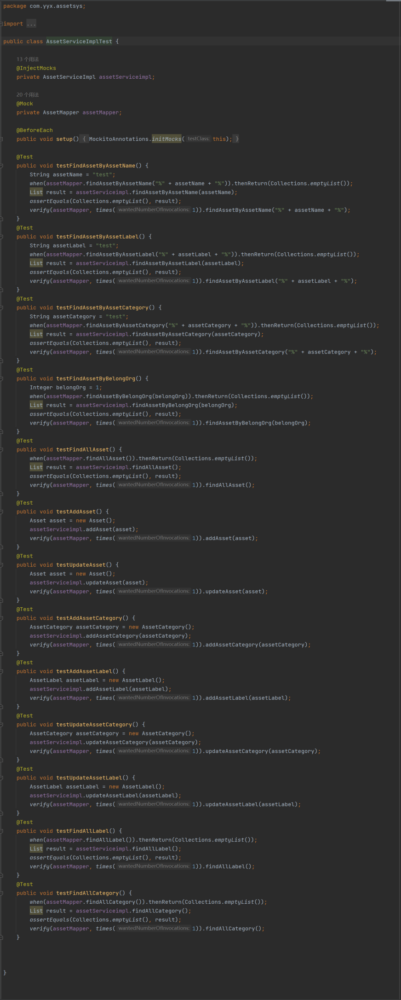 package com.yyx.assetsys;
import ...
public class AssetServiceImplTest {
13 个用法
@InjectMocks
private AssetServiceImpl assetServiceimpl;
20 个用法
@Mock
private AssetMapper assetMapper;
@BeforeEach
public void setup() { MockitoAnnotations.initMocks( testClass: this); }
@Test
public void testFindAssetByAssetName() {
String assetName = "test";
when(assetMapper.findAssetByAssetName("%" + assetName + "%")).thenReturn(Collections.emptyList());
List result = assetServiceimpl.findAssetByAssetName(assetName);
assertEquals(Collections.emptyList(), result);
verify(assetMapper, times( wantedNumberOfInvocations: 1)).findAssetByAssetName("%" + assetName + "%");
}
@Test
public void testFindAssetByAssetLabel() {
String assetLabel = "test";
when(assetMapper.findAssetByAssetLabel("%" + assetLabel + "%")).thenReturn(Collections.emptyList());
List result = assetServiceimpl.findAssetByAssetLabel(assetLabel);
assertEquals(Collections.emptyList(), result);
verify(assetMapper, times( wantedNumberOfInvocations: 1)).findAssetByAssetLabel("%" + assetLabel + "%");
}
@Test
public void testFindAssetByAssetCategory() {
String assetCategory = "test";
when(assetMapper.findAssetByAssetCategory("%" + assetCategory + "%")).thenReturn(Collections.emptyList());
List result = assetServiceimpl.findAssetByAssetCategory(assetCategory);
assertEquals(Collections.emptyList(), result);
verify(assetMapper, times( wantedNumberOfInvocations: 1)).findAssetByAssetCategory("%" + assetCategory + "%");
}
@Test
public void testFindAssetByBelongOrg() {
Integer belongOrg = 1;
when(assetMapper.findAssetByBelongOrg(belongOrg)).thenReturn(Collections.emptyList());
List result = assetServiceimpl.findAssetByBelongOrg(belongOrg);
assertEquals(Collections.emptyList(), result);
verify(assetMapper, times( wantedNumberOfInvocations: 1)).findAssetByBelongOrg(belongOrg);
}
@Test
public void testFindAllAsset() {
when(assetMapper.findAllAsset()).thenReturn(Collections.emptyList());
List result = assetServiceimpl.findAllAsset();
assertEquals(Collections.emptyList(), result);
verify(assetMapper, times( wantedNumberOfInvocations: 1)).findAllAsset();
}
@Test
public void testAddAsset() {
Asset asset = new Asset();
assetServiceimpl.addAsset(asset);
verify(assetMapper, times( wantedNumberOfInvocations: 1)).addAsset(asset);
}
@Test
public void testUpdateAsset() {
Asset asset = new Asset();
assetServiceimpl.updateAsset(asset);
verify(assetMapper, times( wantedNumberOfInvocations: 1)).updateAsset(asset);
}
@Test
public void testAddAssetCategory() {
AssetCategory assetCategory = new AssetCategory();
assetServiceimpl.addAssetCategory(assetCategory);
verify(assetMapper, times( wantedNumberOfInvocations: 1)).addAssetCategory(assetCategory);
}
@Test
public void testAddAssetLabel() {
AssetLabel assetLabel = new AssetLabel();
assetServiceimpl.addAssetLabel(assetLabel);
verify(assetMapper, times( wantedNumberOfInvocations: 1)).addAssetLabel(assetLabel);
}
@Test
public void testUpdateAssetCategory() {
AssetCategory assetCategory = new AssetCategory();
assetServiceimpl.updateAssetCategory(assetCategory);
verify(assetMapper, times( wantedNumberOfInvocations: 1)).updateAssetCategory(assetCategory);
}
@Test
public void testUpdateAssetLabel() {
AssetLabel assetLabel = new AssetLabel();
assetServiceimpl.updateAssetLabel(assetLabel);
verify(assetMapper, times( wantedNumberOfInvocations: 1)).updateAssetLabel(assetLabel);
}
@Test
public void testFindAllLabel() {
when(assetMapper.findAllLabel()).thenReturn(Collections.emptyList());
List result = assetServiceimpl.findAllLabel();
assertEquals(Collections.emptyList(), result);
verify(assetMapper, times( wantedNumberOfInvocations: 1)).findAllLabel();
}
@Test
public void testFindAllCategory() {
when(assetMapper.findAllCategory()).thenReturn(Collections.emptyList());
List result = assetServiceimpl.findAllCategory();
assertEquals(Collections.emptyList(), result);
verify(assetMapper, times( wantedNumberOfInvocations: 1)).findAllCategory();
}
}